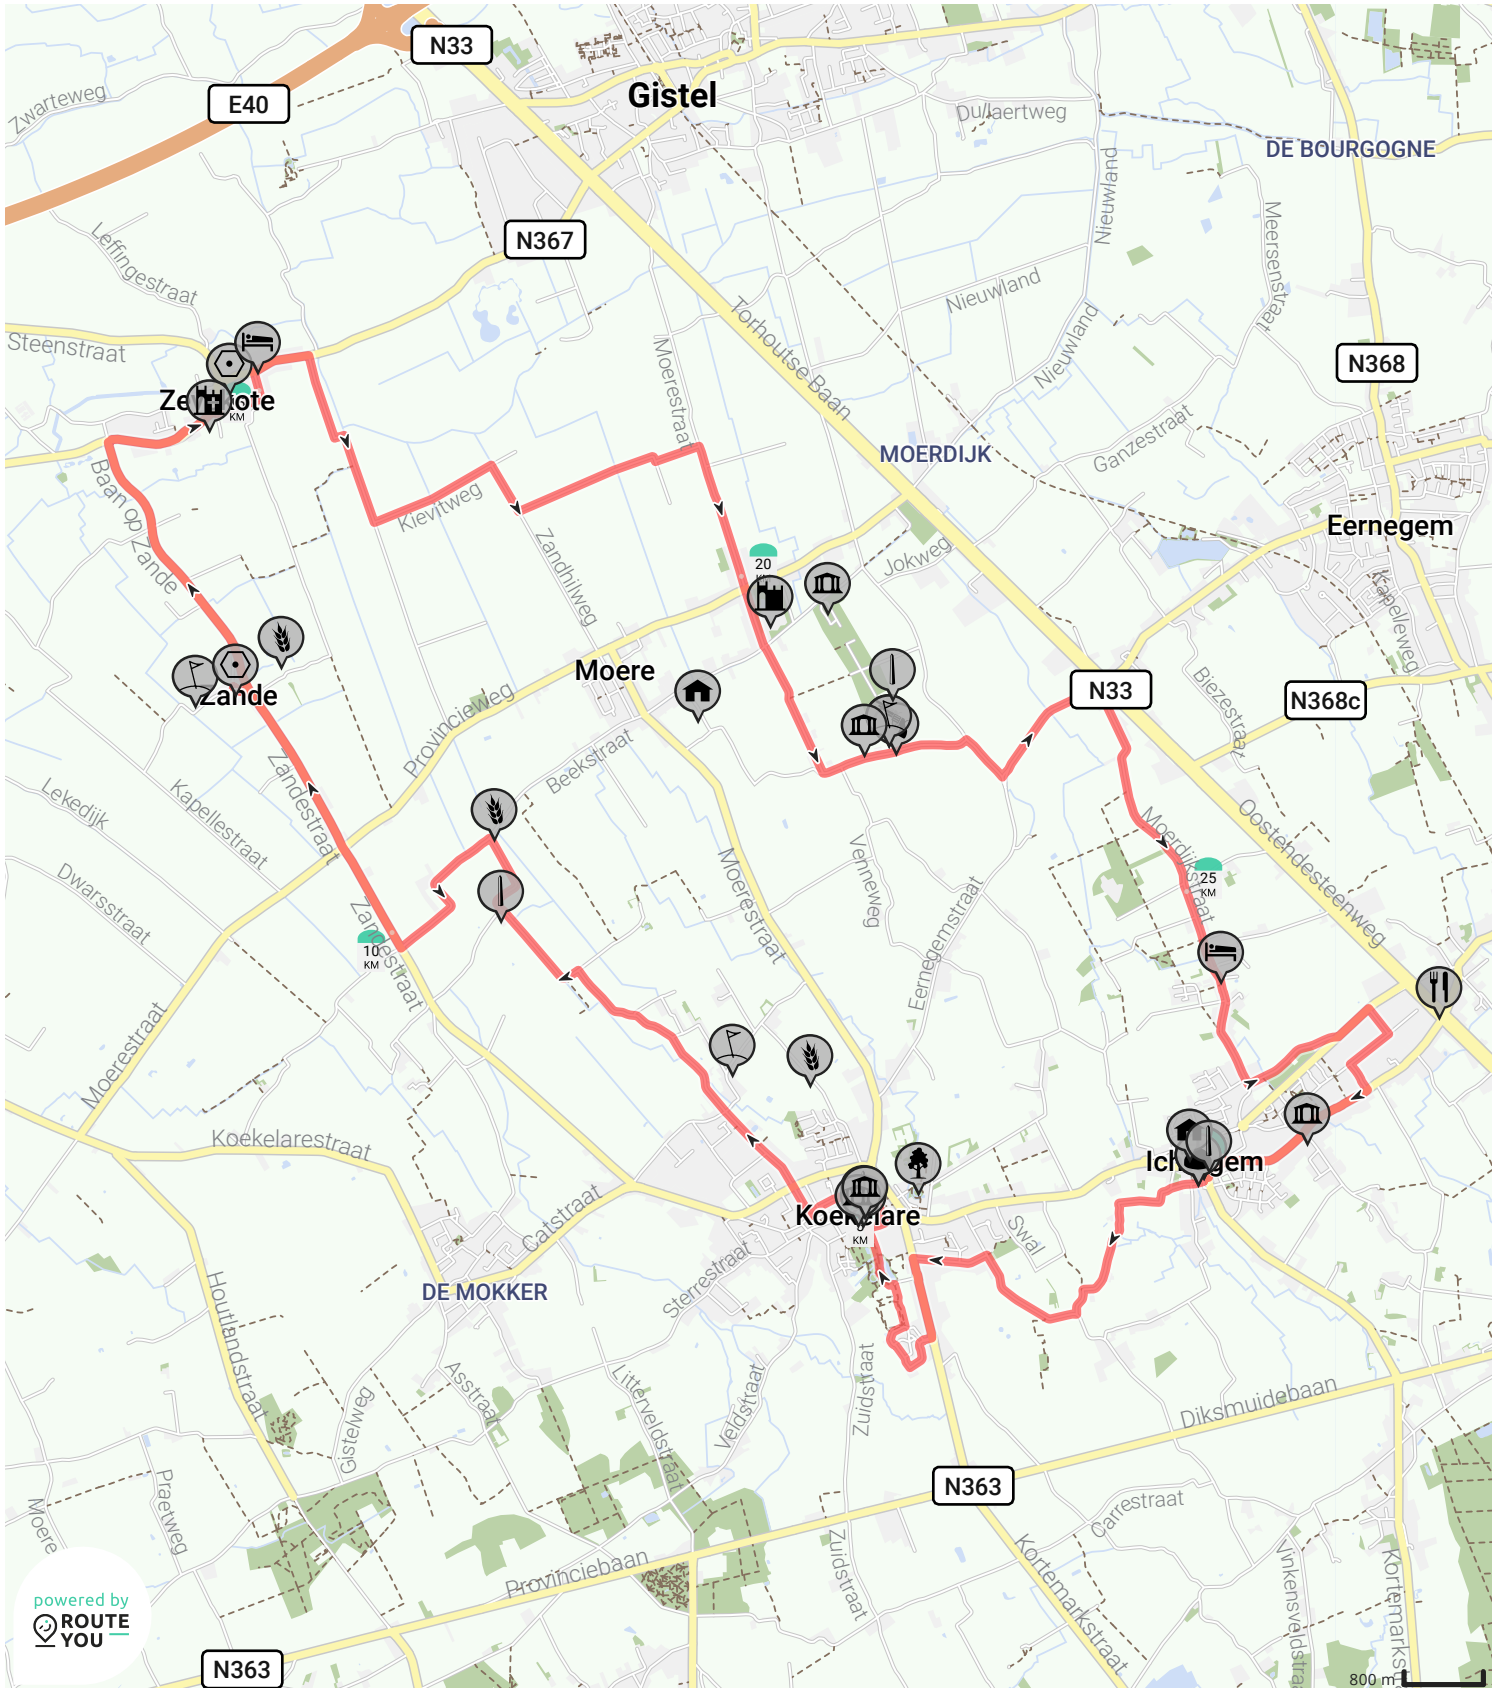 N33
E40
Gistel
Zwarteweg
Dullaertweg
DE BOURGOGNE
Nieuwland
Meersenstraat
N367
Leffingestraat
Nieuwland
Torhoutse Baan
Steenstraat
Moerestraat
Nieuwland
N368
KM
MOERDIJK
Ganzestraat
Baan op Zande
Kievitweg
Eernegem
Zandhilweg
20
Jokweg
Kapelleweg
Moere
Zande
N33
Biezestraat
N368c
Provincieweg
Beekstraat
Zandestraat
Lekedijk
Kapellestraat
Oostendesteenweg
Moerdijkstraat
Venneweg
Moerestraat
Dwarsstraat
25
KM
Eernegemstraat
Zandestraat
10
KM
Moerestraat
Koekelarestraat
Catstraat
Koekelare
KM
Swal
Sterrestraat
DE MOKKER
Houtlandstraat
Zuidstraat
Asstraat
Litterveldstraat
Veldstraat
Gistelweg
Diksmuidebaan
N363
Carrestraat
Praetweg
Moere
Zuidstraat
Kortemarkstraat
Vinkensveldstraat
Provinciebaan
powered by
ROUTE
YOU
N363
800 m